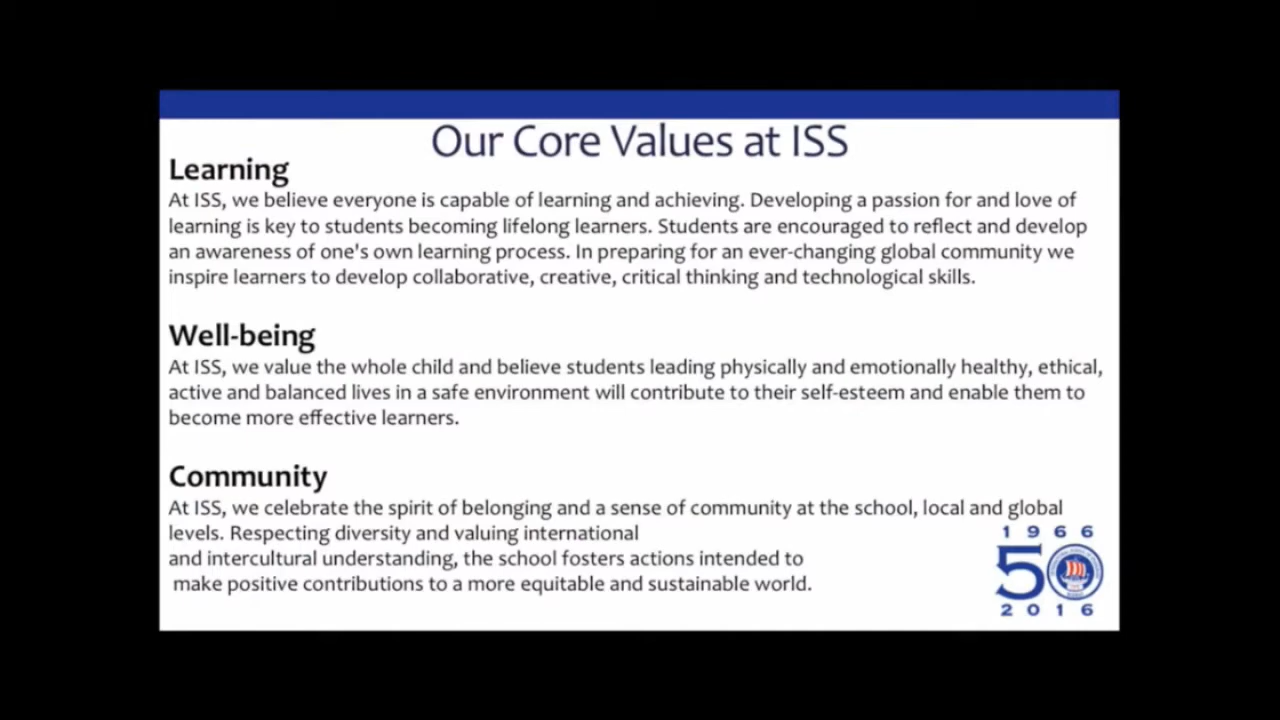 Our Core Values at ISS
Learning
At ISS, we believe everyone is capable of learning and achieving. Developing a passion for and love of
learning is key to students becoming lifelong learners. Students are encouraged to reflect and develop
an awareness of one's own learning process. In preparing for an ever-changing global community we
inspire learners to develop collaborative, creative, critical thinking and technological skills.
Well-being
At ISS, we value the whole child and believe students leading physically and emotionally healthy, ethical,
active and balanced lives in a safe environment will contribute to their self-esteem and enable them to
become more effective learners.
Community
At ISS, we celebrate the spirit of belonging and a sense of community at the school, local and global
levels. Respecting diversity and valuing international
and intercultural understanding, the school fosters actions intended to
make positive contributions to a more equitable and sustainable world.
1966
50
2016